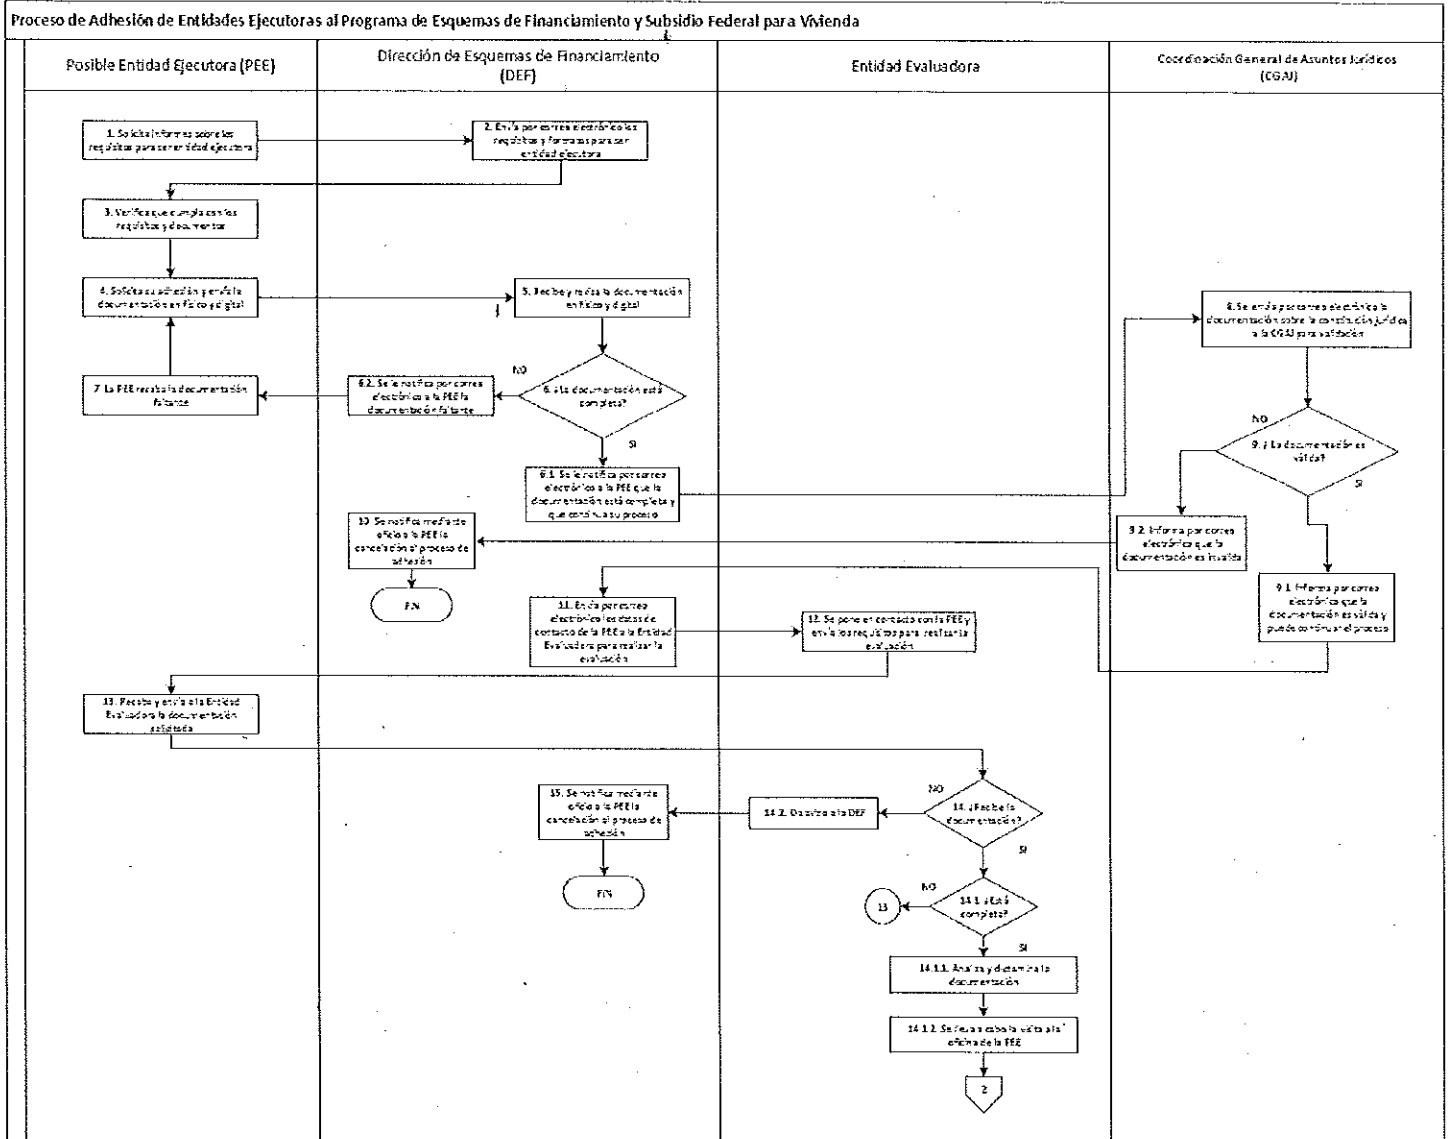 Proceso de Adhesión de Entidades Ejecutoras al Programa de Esquemas de Financiamiento y Subsidio Federal para Vivienda
Posible Entidad Ejecutora (PEE)
Dirección de Esquemas de Financiamiento
(DEF)
Entidad Evaluadora
Coordinación General de Asuntos Jurídicos
(CGAJ)
1. Solicita informes sobre los
requisitos para ser entidad ejecutora
2. Envía por correo electrónico los
requisitos y formatos para ser
entidad ejecutora
3. Verifica que cumpla con los
requisitos y documentos
4. Solicita su adhesión y envía la
documentación en físico y digital
5. Recibe y revisa la documentación
en físico y digital
6. ¿La documentación está
completa?
NO
SI
6.2. Se le notifica por correo
electrónico a la PEE la
documentación faltante
7. La PEE recaba la documentación
faltante
6.1. Se le notifica por correo
electrónico a la PEE que la
documentación está completa y
que continua su proceso
8. Se envía por correo electrónico la
documentación sobre la constitución jurídica
a la CGAJ para validación
9. ¿La documentación es
válida?
NO
SI
9.2. Informa por correo
electrónico que la
documentación es invalida
9.1. Informa por correo
electrónico que la
documentación es válida y
puede continuar el proceso
10. Se notifica mediante
oficio a la PEE la
cancelación al proceso de
adhesión
FIN
11. Envía por correo
electrónico los datos de
contacto de la PEE a la Entidad
Evaluadora para realizar la
evaluación
12. Se pone en contacto con la PEE y
envía los requisitos para realizar la
evaluación
13. Recaba y envía a la Entidad
Evaluadora la documentación
solicitada
14. ¿Recibe la
documentación?
NO
SI
14.2. Da aviso a la DEF
15. Se notifica mediante
oficio a la PEE la
cancelación al proceso de
adhesión
FIN
14.1 ¿Está
completa?
NO
SI
13
14.1.1. Analiza y dictamina la
documentación
14.1.2. Se lleva a cabo la visita a la
oficina de la PEE
2